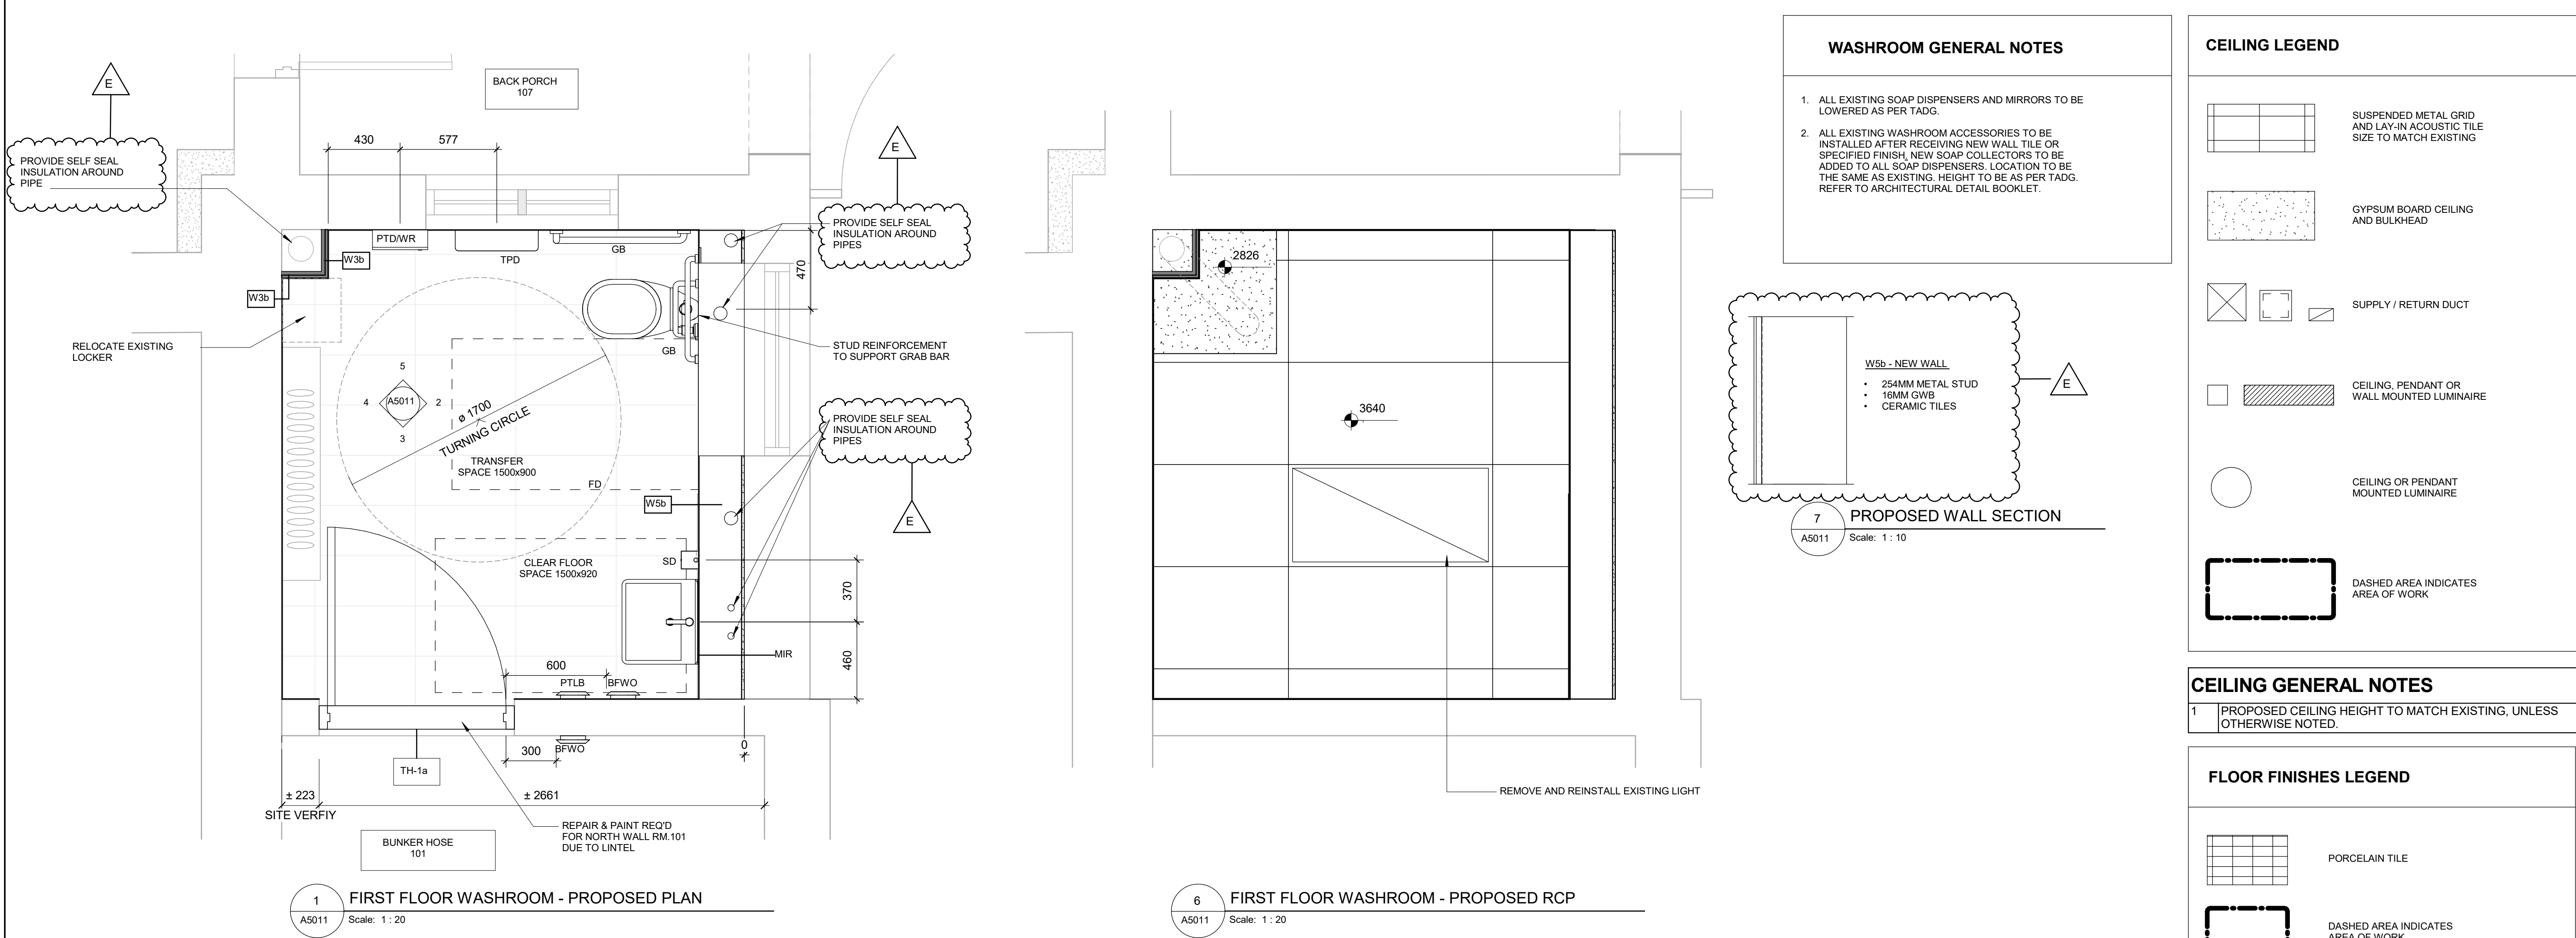 E
PROVIDE SELF SEAL
INSULATION AROUND
PIPE
BACK PORCH
107
430
577
E
PROVIDE SELF SEAL
INSULATION AROUND
PIPES
PTD/WR
TPD
GB
W3b
W3b
470
RELOCATE EXISTING
LOCKER
GB
STUD REINFORCEMENT
TO SUPPORT GRAB BAR
5
4
A5011
2
3
ø 1700
TURNING CIRCLE
TRANSFER
SPACE 1500x900
FD
W5b
PROVIDE SELF SEAL
INSULATION AROUND
PIPES
E
CLEAR FLOOR
SPACE 1500x920
SD
370
460
MIR
600
PTLB
BFWO
300
BFWO
0
TH-1a
± 223
SITE VERFIY
± 2661
REPAIR & PAINT REQ'D
FOR NORTH WALL RM.101
DUE TO LINTEL
BUNKER HOSE
101
1
A5011
FIRST FLOOR WASHROOM - PROPOSED PLAN
Scale: 1 : 20
2826
3640
REMOVE AND REINSTALL EXISTING LIGHT
6
A5011
FIRST FLOOR WASHROOM - PROPOSED RCP
Scale: 1 : 20
WASHROOM GENERAL NOTES
1. ALL EXISTING SOAP DISPENSERS AND MIRRORS TO BE
LOWERED AS PER TADG.
2. ALL EXISTING WASHROOM ACCESSORIES TO BE
INSTALLED AFTER RECEIVING NEW WALL TILE OR
SPECIFIED FINISH, NEW SOAP COLLECTORS TO BE
ADDED TO ALL SOAP DISPENSERS. LOCATION TO BE
THE SAME AS EXISTING. HEIGHT TO BE AS PER TADG.
REFER TO ARCHITECTURAL DETAIL BOOKLET.
W5b - NEW WALL
• 254MM METAL STUD
• 16MM GWB
• CERAMIC TILES
E
7
A5011
PROPOSED WALL SECTION
Scale: 1 : 10
CEILING LEGEND
SUSPENDED METAL GRID
AND LAY-IN ACOUSTIC TILE
SIZE TO MATCH EXISTING
GYPSUM BOARD CEILING
AND BULKHEAD
SUPPLY / RETURN DUCT
CEILING, PENDANT OR
WALL MOUNTED LUMINAIRE
CEILING OR PENDANT
MOUNTED LUMINAIRE
DASHED AREA INDICATES
AREA OF WORK
CEILING GENERAL NOTES
1 PROPOSED CEILING HEIGHT TO MATCH EXISTING, UNLESS
OTHERWISE NOTED.
FLOOR FINISHES LEGEND
PORCELAIN TILE
DASHED AREA INDICATES
AREA OF WORK